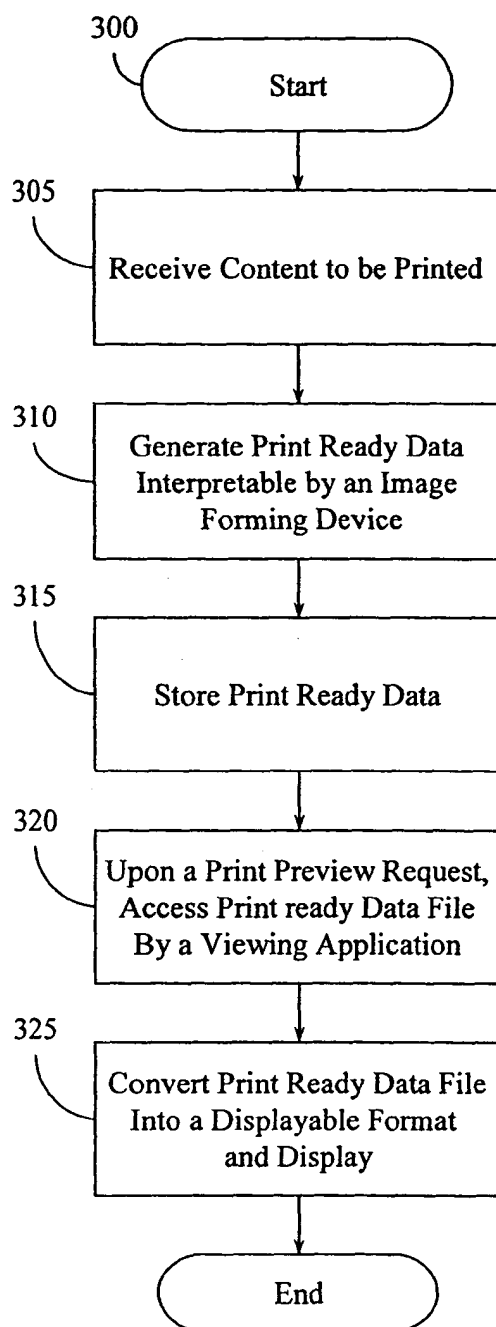 300
Start
305
Receive Content to be Printed
310
Generate Print Ready Data
Interpretable by an Image
Forming Device
315
Store Print Ready Data
320
Upon a Print Preview Request,
Access Print ready Data File
By a Viewing Application
325
Convert Print Ready Data File
Into a Displayable Format
and Display
End